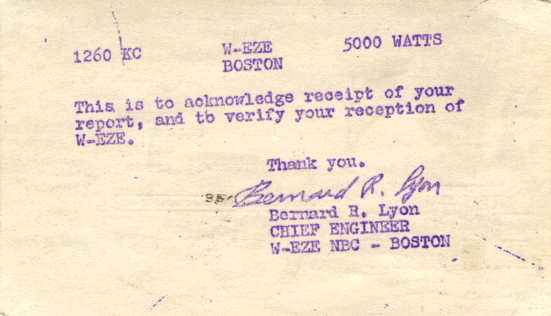 1260 KC W-EZE 5000 WATTS
BOSTON
This is to acknowledge receipt of your
report, and to verify your reception of
W-EZE.
Thank you.
Bernard R. Lyon
Bernard R. Lyon
CHIEF ENGINEER
W-EZE NBC - BOSTON